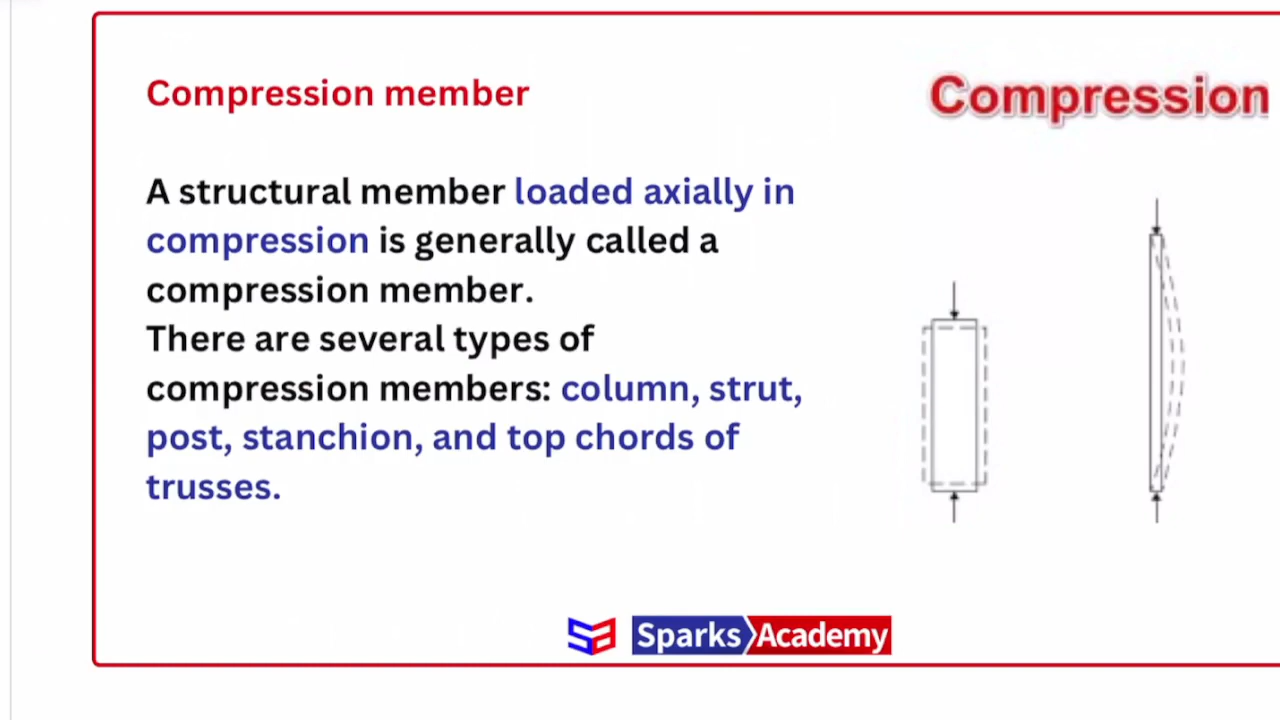 Compression member
Compression
A structural member loaded axially in
compression is generally called a
compression member.
There are several types of
compression members: column, strut,
post, stanchion, and top chords of
trusses.
Sparks Academy